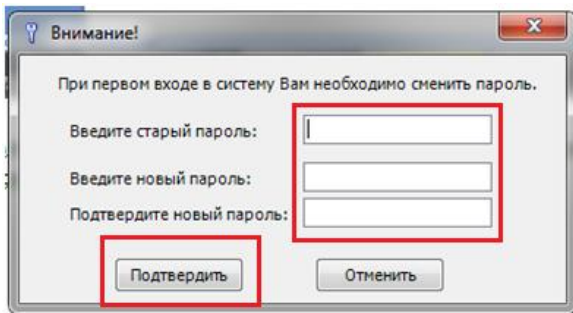 Внимание!
При первом входе в систему Вам необходимо сменить пароль.
Введите старый пароль:
Введите новый пароль:
Подтвердите новый пароль:
Подтвердить Отменить